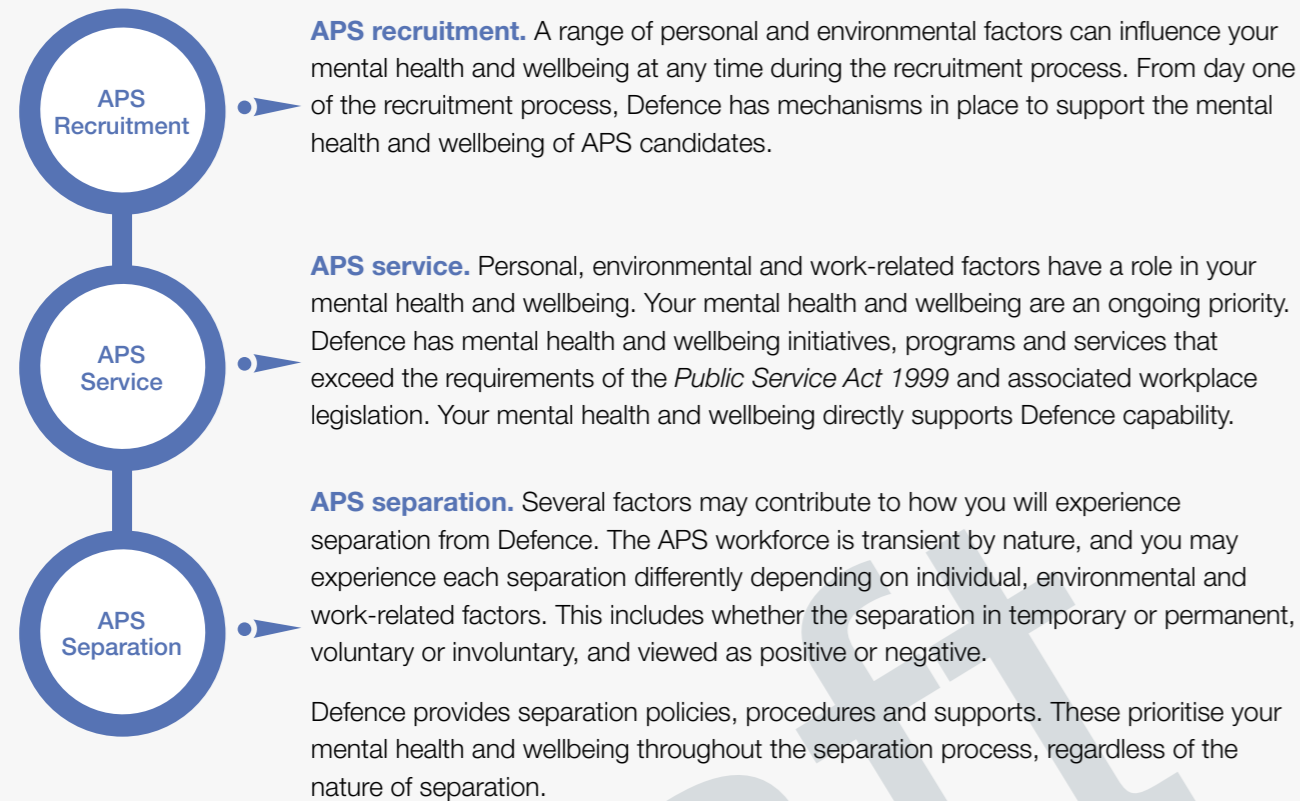 APS
Recruitment
APS recruitment. A range of personal and environmental factors can influence your
mental health and wellbeing at any time during the recruitment process. From day one
of the recruitment process, Defence has mechanisms in place to support the mental
health and wellbeing of APS candidates.
APS
Service
APS service. Personal, environmental and work-related factors have a role in your
mental health and wellbeing. Your mental health and wellbeing are an ongoing priority.
Defence has mental health and wellbeing initiatives, programs and services that
exceed the requirements of the Public Service Act 1999 and associated workplace
legislation. Your mental health and wellbeing directly supports Defence capability.
APS
Separation
APS separation. Several factors may contribute to how you will experience
separation from Defence. The APS workforce is transient by nature, and you may
experience each separation differently depending on individual, environmental and
work-related factors. This includes whether the separation in temporary or permanent,
voluntary or involuntary, and viewed as positive or negative.
Defence provides separation policies, procedures and supports. These prioritise your
mental health and wellbeing throughout the separation process, regardless of the
nature of separation.